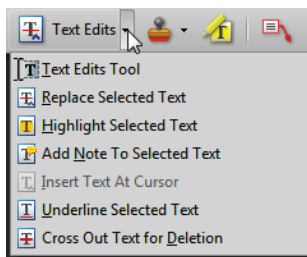 Text Edits
Text Edits Tool
Replace Selected Text
Highlight Selected Text
Add Note To Selected Text
Insert Text At Cursor
Underline Selected Text
Cross Out Text for Deletion